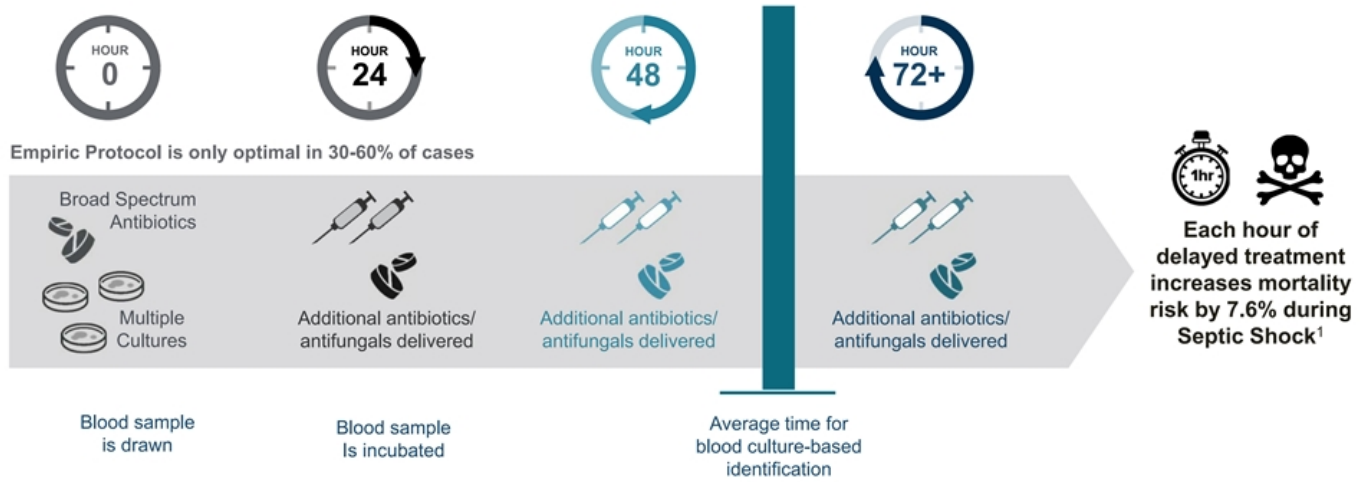 HOUR
0
HOUR
24
HOUR
48
HOUR
72+
Empiric Protocol is only optimal in 30-60% of cases
Broad Spectrum
Antibiotics
Multiple
Cultures
Additional antibiotics/
antifungals delivered
Additional antibiotics/
antifungals delivered
Additional antibiotics/
antifungals delivered
1hr
Each hour of
delayed treatment
increases mortality
risk by 7.6% during
Septic Shock¹
Blood sample
is drawn
Blood sample
Is incubated
Average time for
blood culture-based
identification